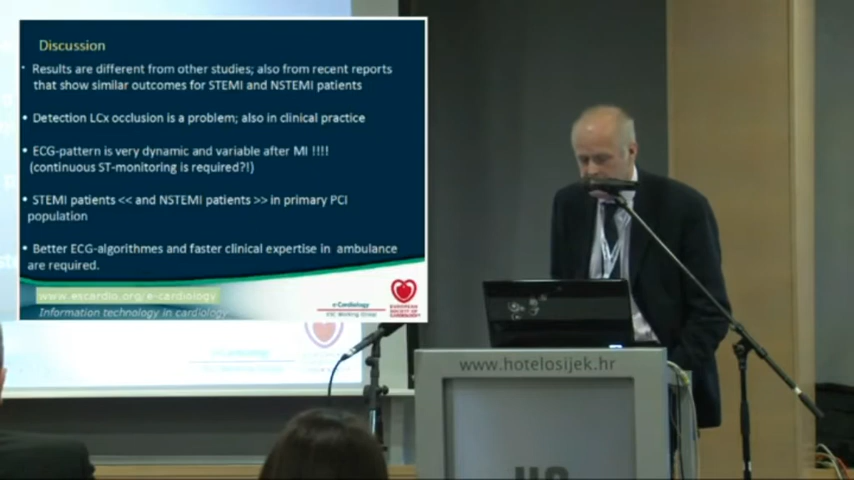 Discussion
• Results are different from other studies; also from recent reports
that show similar outcomes for STEMI and NSTEMI patients
• Detection LCx occlusion is a problem; also in clinical practice
• ECG-pattern is very dynamic and variable after MI !!!!
(continuous ST-monitoring is required?!)
• STEMI patients << and NSTEMI patients >> in primary PCI
population
• Better ECG-algorithmes and faster clinical expertise in ambulance
are required.
www.escardio.org/e-cardiology
Information technology in cardiology
e-Cardiology
ESC Working Group
EUROPEAN
SOCIETY OF
CARDIOLOGY
www.hotelosijek.hr